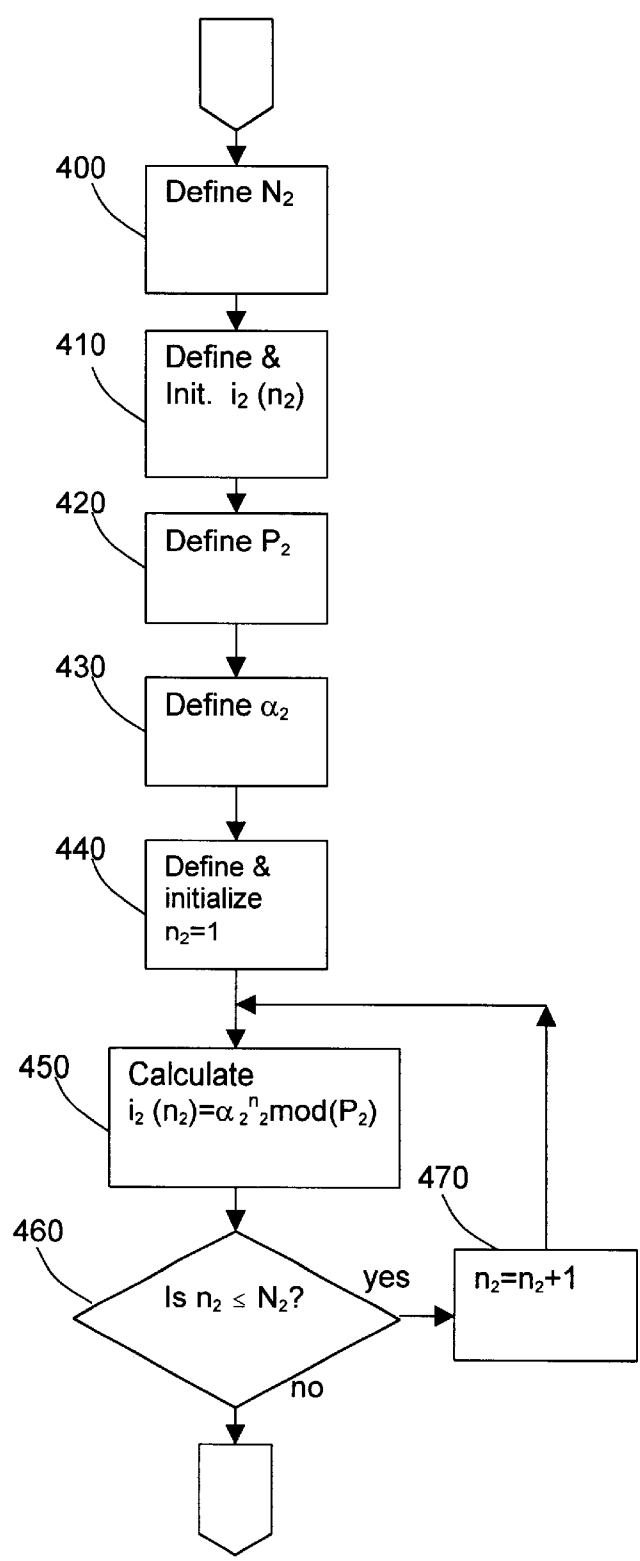 400
Define N₂
410
Define &
Init. i₂ (n₂)
420
Define P₂
430
Define α₂
440
Define &
initialize
n₂=1
450
Calculate
i₂ (n₂)=α₂ⁿ₂mod(P₂)
460
Is n₂ ≤ N₂?
yes
470
n₂=n₂+1
no